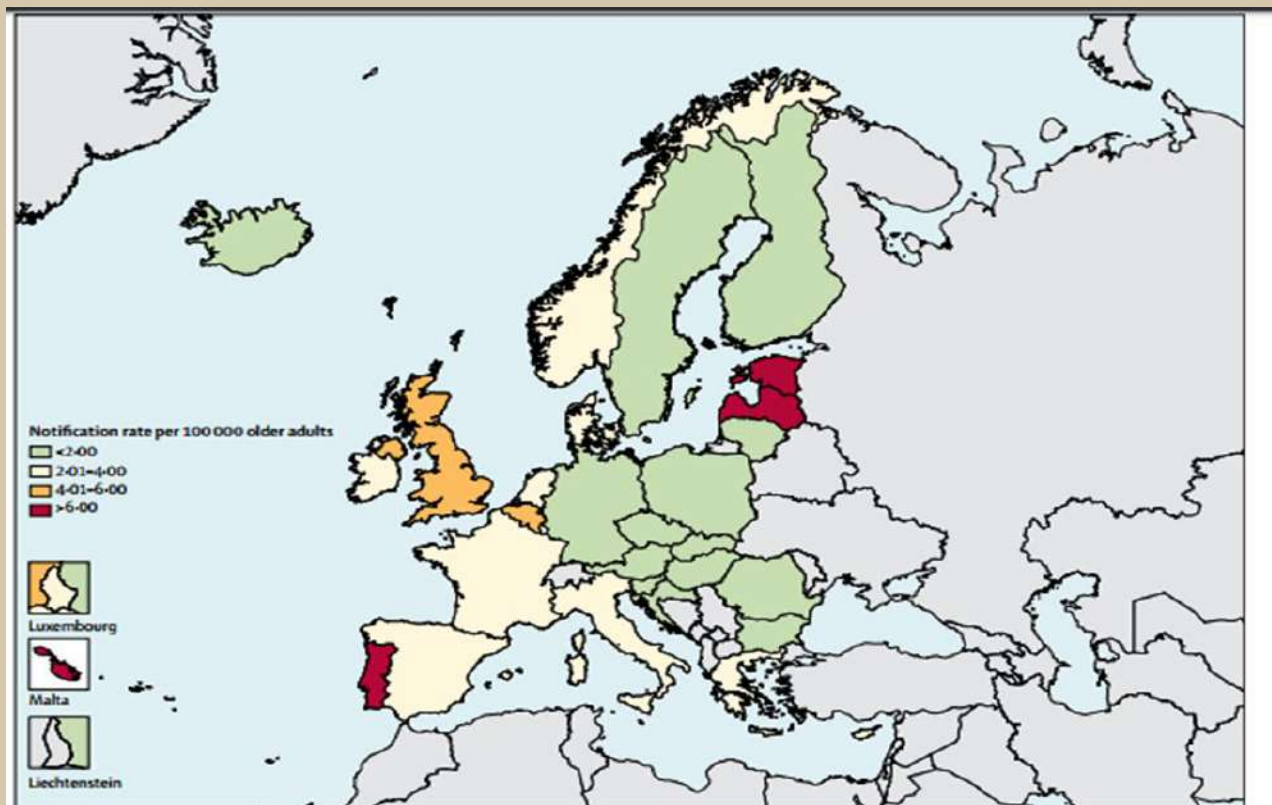 Notification rate per 100 000 older adults
<2·00
2·01–4·00
4·01–6·00
>6·00
Luxembourg
Malta
Liechtenstein